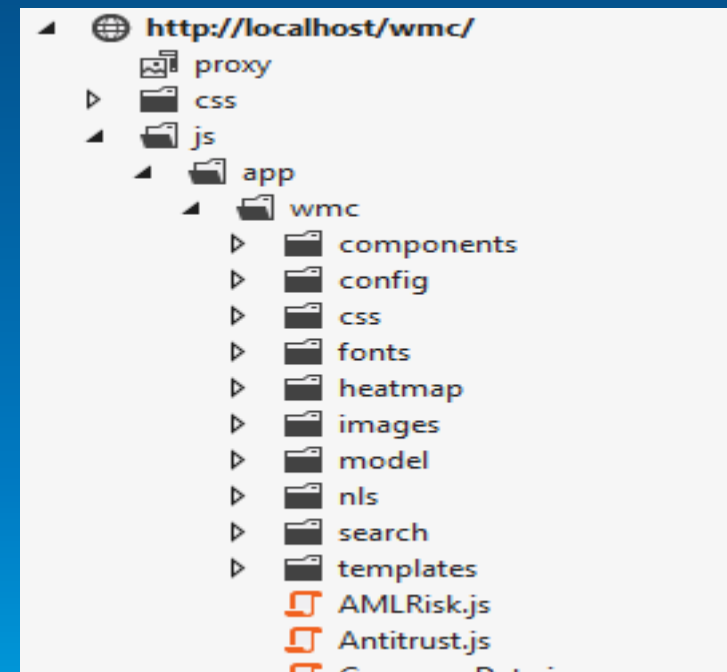 http://localhost/wmc/
proxy
css
js
app
wmc
components
config
css
fonts
heatmap
images
model
nls
search
templates
AMLRisk.js
Antitrust.js